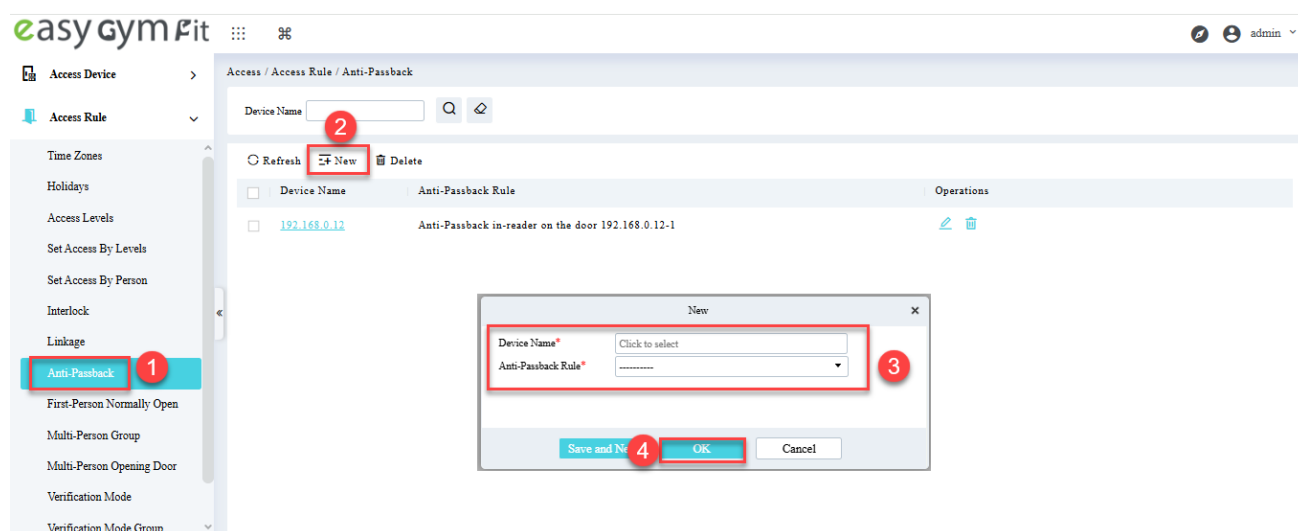 easy Gym Fit
admin
Access Device
Access / Access Rule / Anti-Passback
Access Rule
Device Name
2
Time Zones
Refresh New Delete
Holidays
Device Name Anti-Passback Rule Operations
Access Levels
192.168.0.12 Anti-Passback in-reader on the door 192.168.0.12-1
Set Access By Levels
Set Access By Person
Interlock
New
Linkage
Device Name* Click to select
Anti-Passback Rule* ----------
3
Anti-Passback
1
First-Person Normally Open
Multi-Person Group
Save and Ne
4
OK
Cancel
Multi-Person Opening Door
Verification Mode
Verification Mode Group